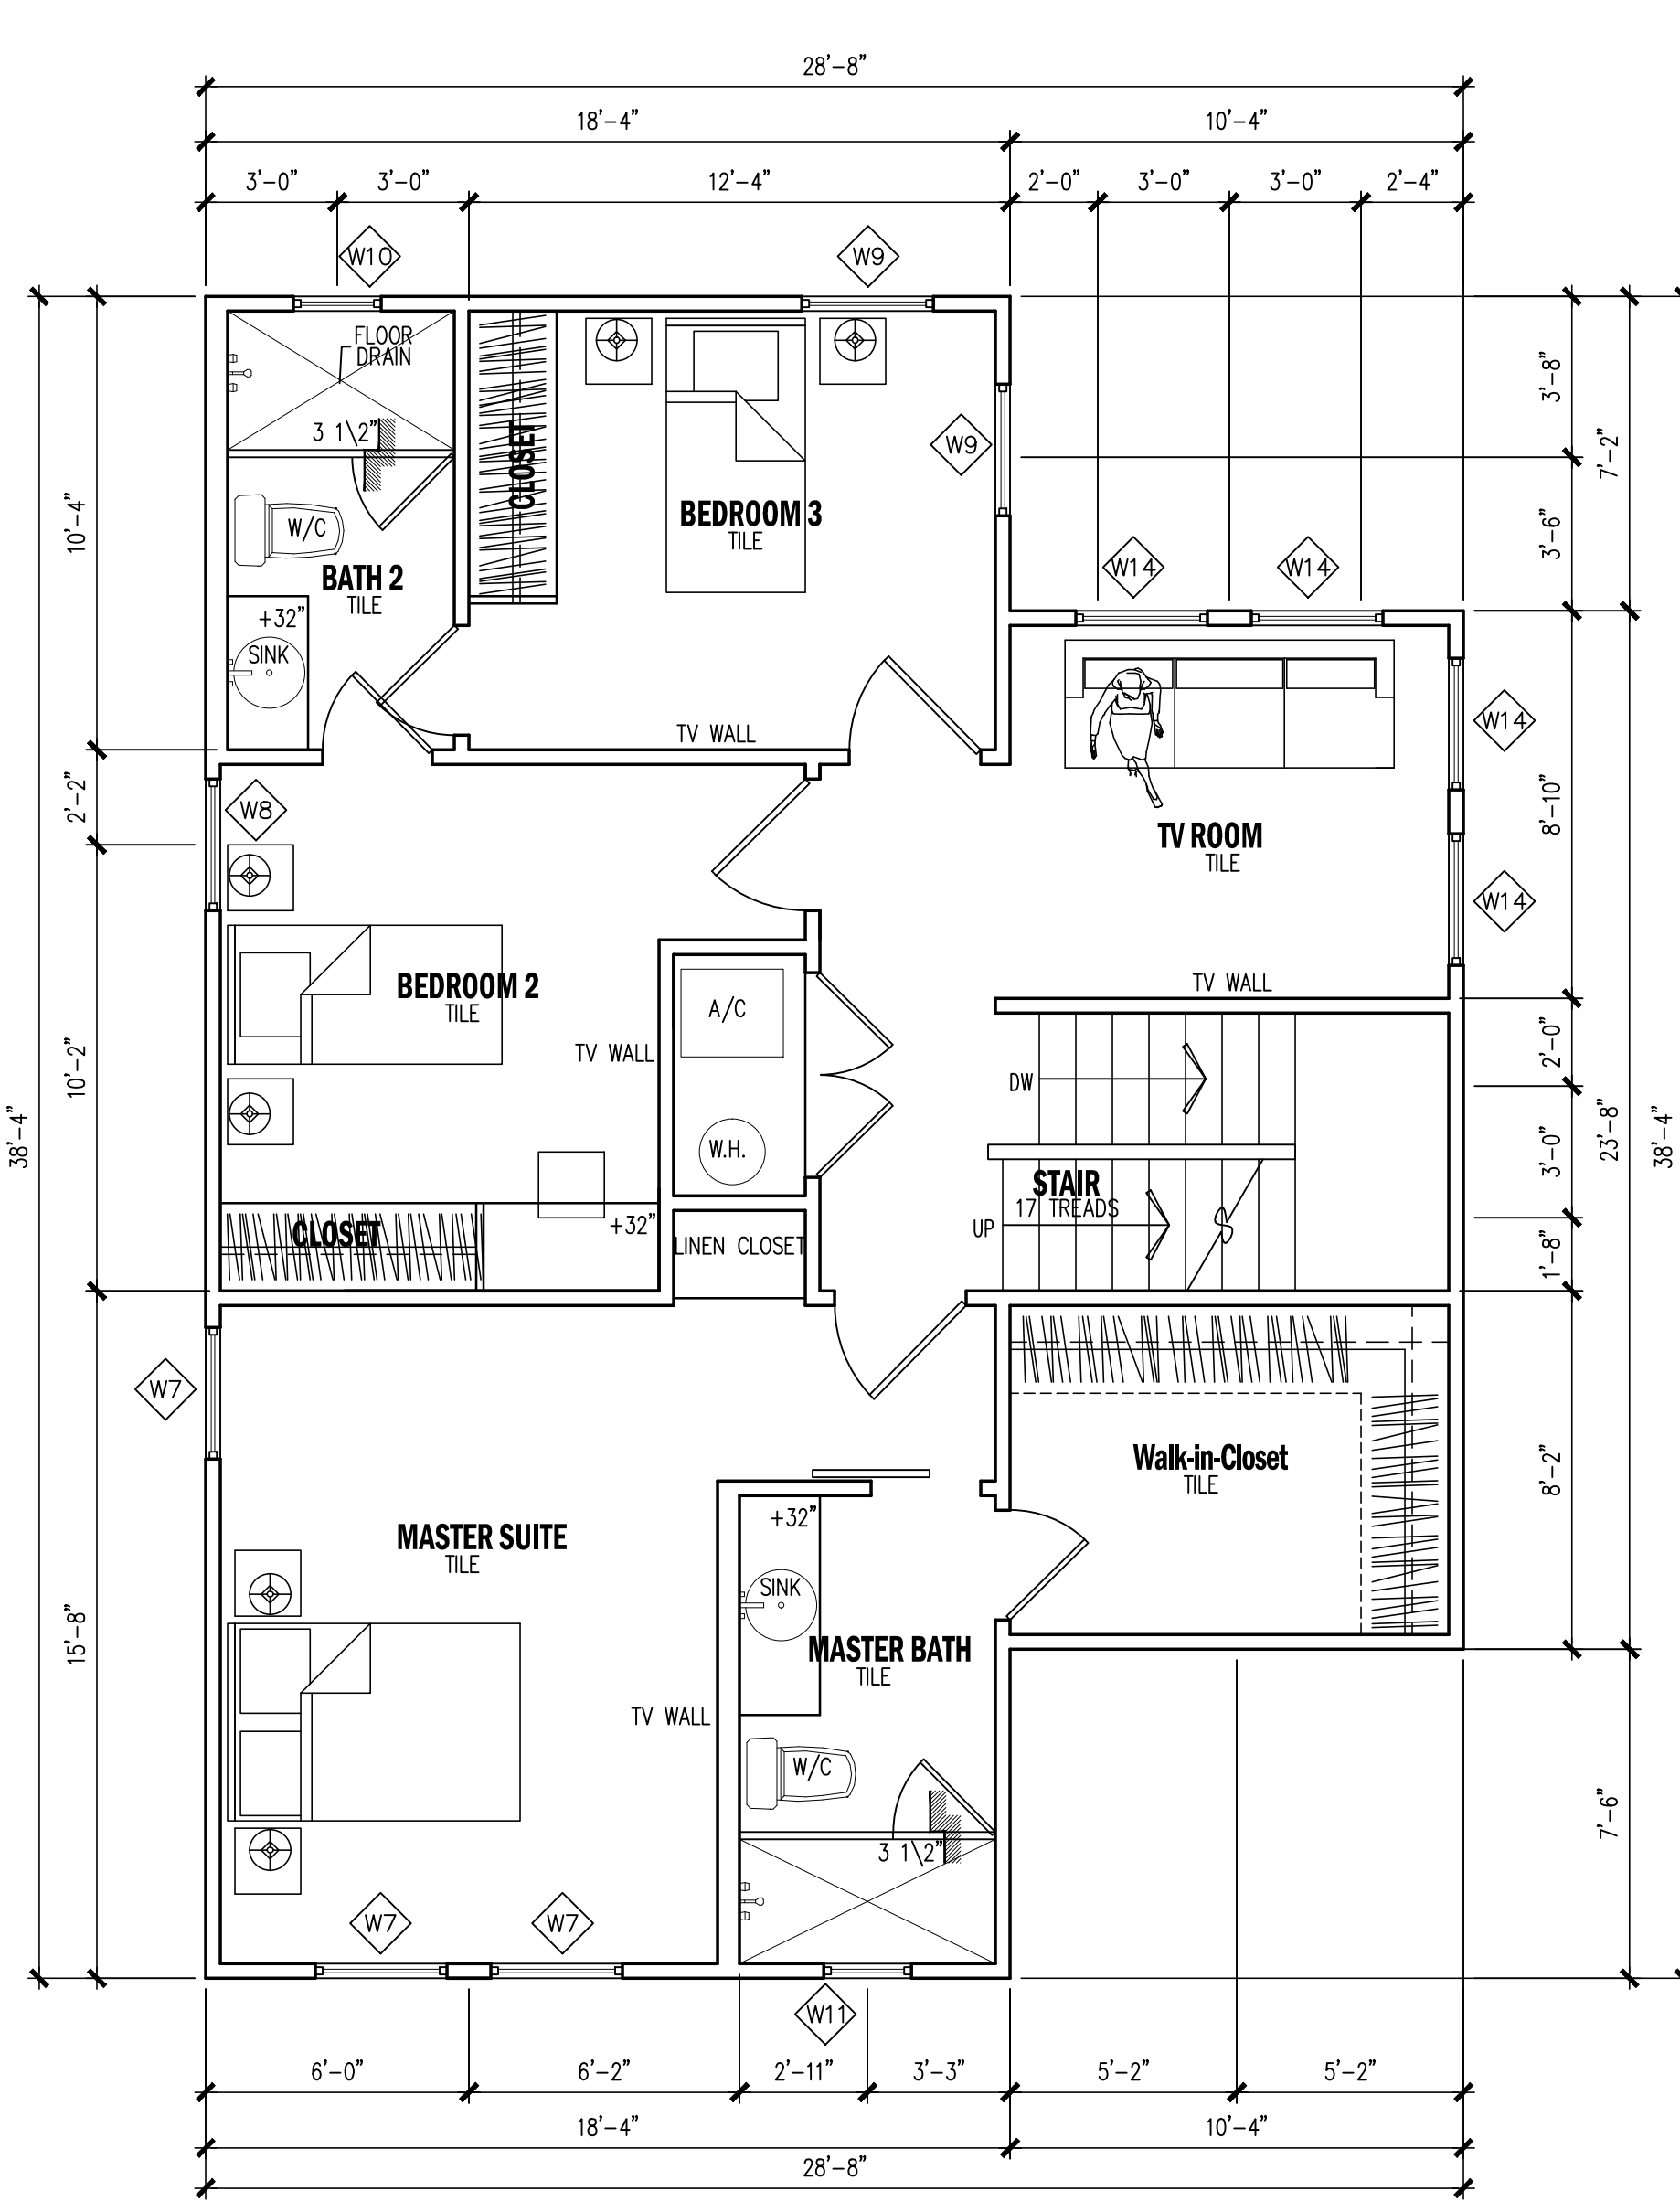 28'-8"
18'-4" 10'-4"
3'-0" 3'-0" 12'-4" 2'-0" 3'-0" 3'-0" 2'-4"
W10 W9
FLOOR
DRAIN
3 1\2"
CLOSET
W9
3'-8"
7'-2"
3'-6"
10'-4"
W/C
BEDROOM 3
TILE
BATH 2
TILE
W14 W14
+32"
SINK
TV WALL
W14
2'-2"
W8
TV ROOM
TILE
8'-10"
W14
BEDROOM 2
TILE
A/C
TV WALL
TV WALL
10'-2"
DW
2'-0"
38'-4"
W.H.
3'-0"
23'-8"
38'-4"
STAIR
17 TREADS
UP
CLOSET
+32"
LINEN CLOSET
1'-8"
W7
Walk-in-Closet
TILE
8'-2"
MASTER SUITE
TILE
+32"
SINK
15'-8"
MASTER BATH
TILE
TV WALL
W/C
7'-6"
3 1\2"
W7 W7
W11
6'-0" 6'-2" 2'-11" 3'-3" 5'-2" 5'-2"
18'-4" 10'-4"
28'-8"